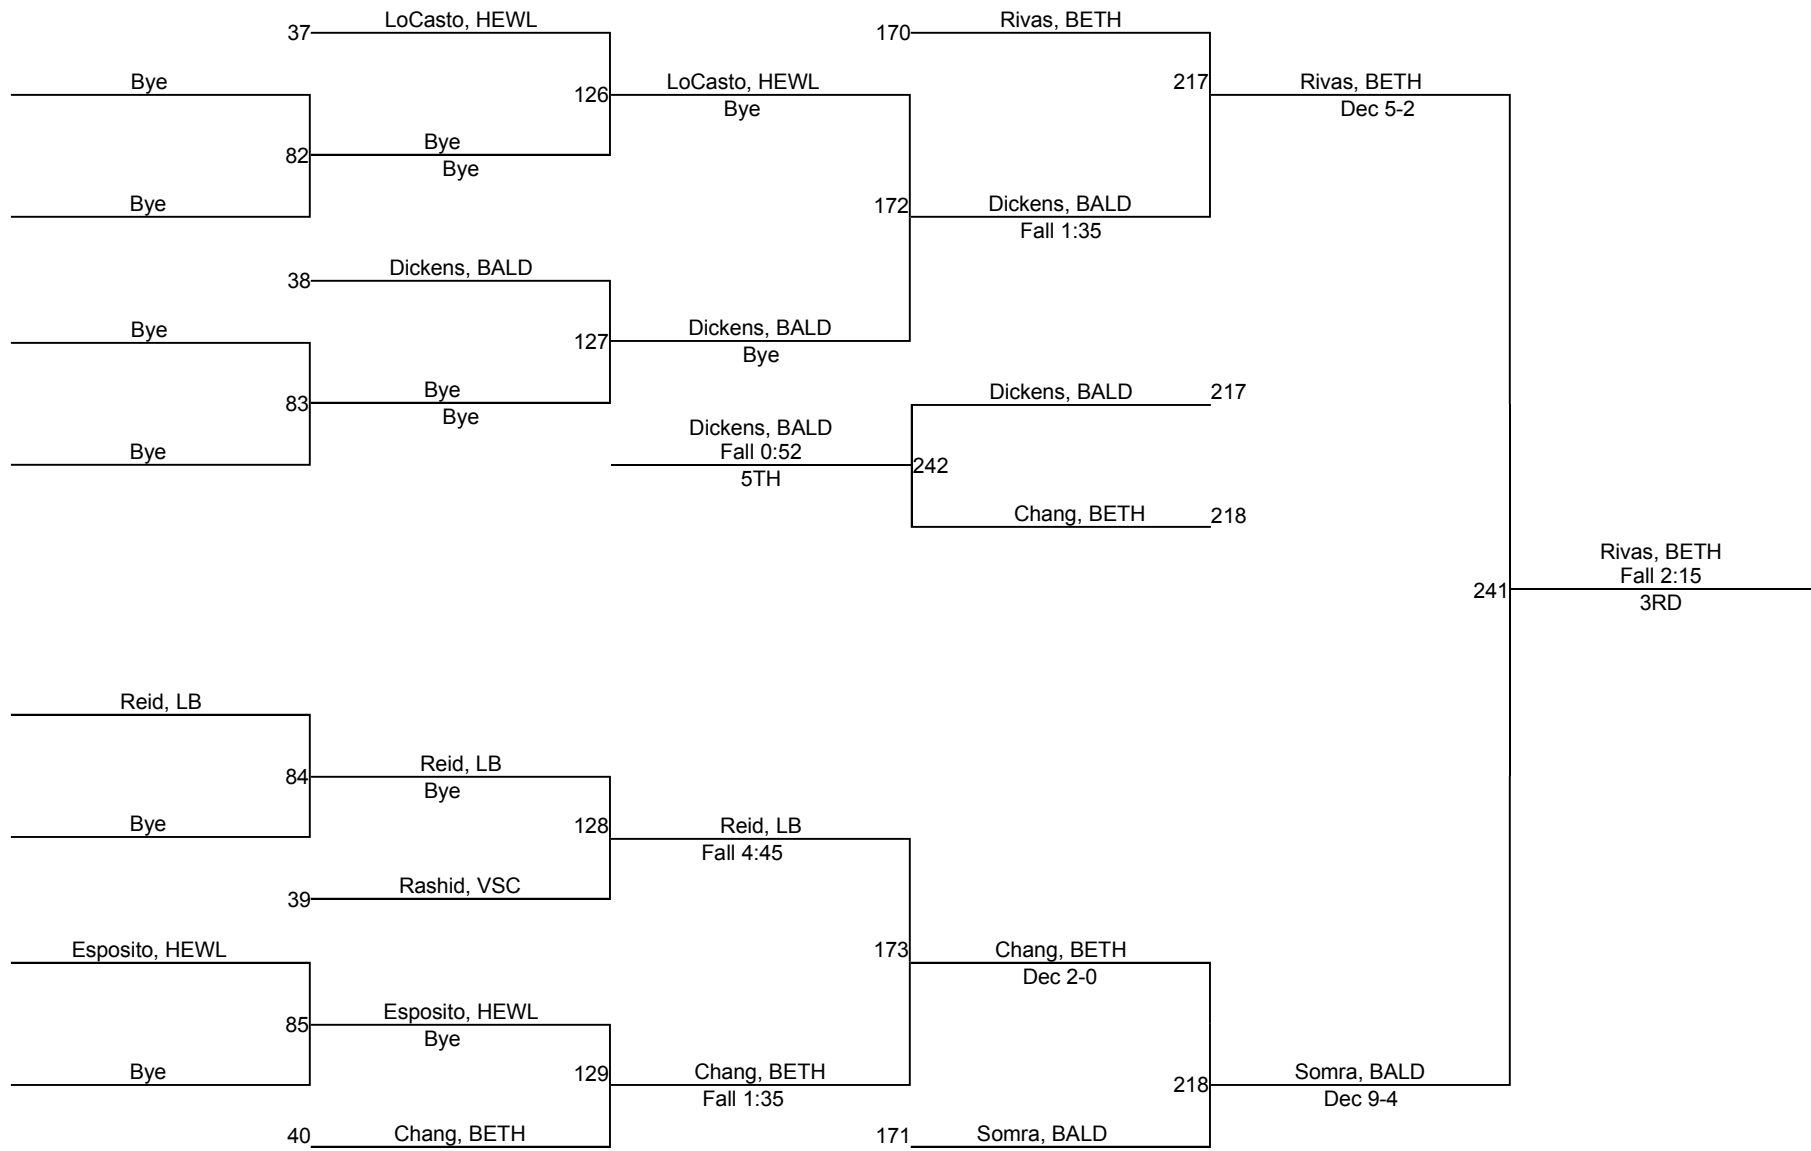 37
LoCasto, HEWL
170
Rivas, BETH
Bye
126
LoCasto, HEWL
Bye
217
Rivas, BETH
Dec 5-2
82
Bye
Bye
Bye
172
Dickens, BALD
Fall 1:35
38
Dickens, BALD
Bye
127
Dickens, BALD
Bye
83
Bye
Bye
Bye
Dickens, BALD
217
Dickens, BALD
Fall 0:52
5TH
242
Chang, BETH
218
241
Rivas, BETH
Fall 2:15
3RD
Reid, LB
84
Reid, LB
Bye
Bye
128
Reid, LB
Fall 4:45
39
Rashid, VSC
Esposito, HEWL
173
Chang, BETH
Dec 2-0
85
Esposito, HEWL
Bye
Bye
129
Chang, BETH
Fall 1:35
218
Somra, BALD
Dec 9-4
40
Chang, BETH
171
Somra, BALD